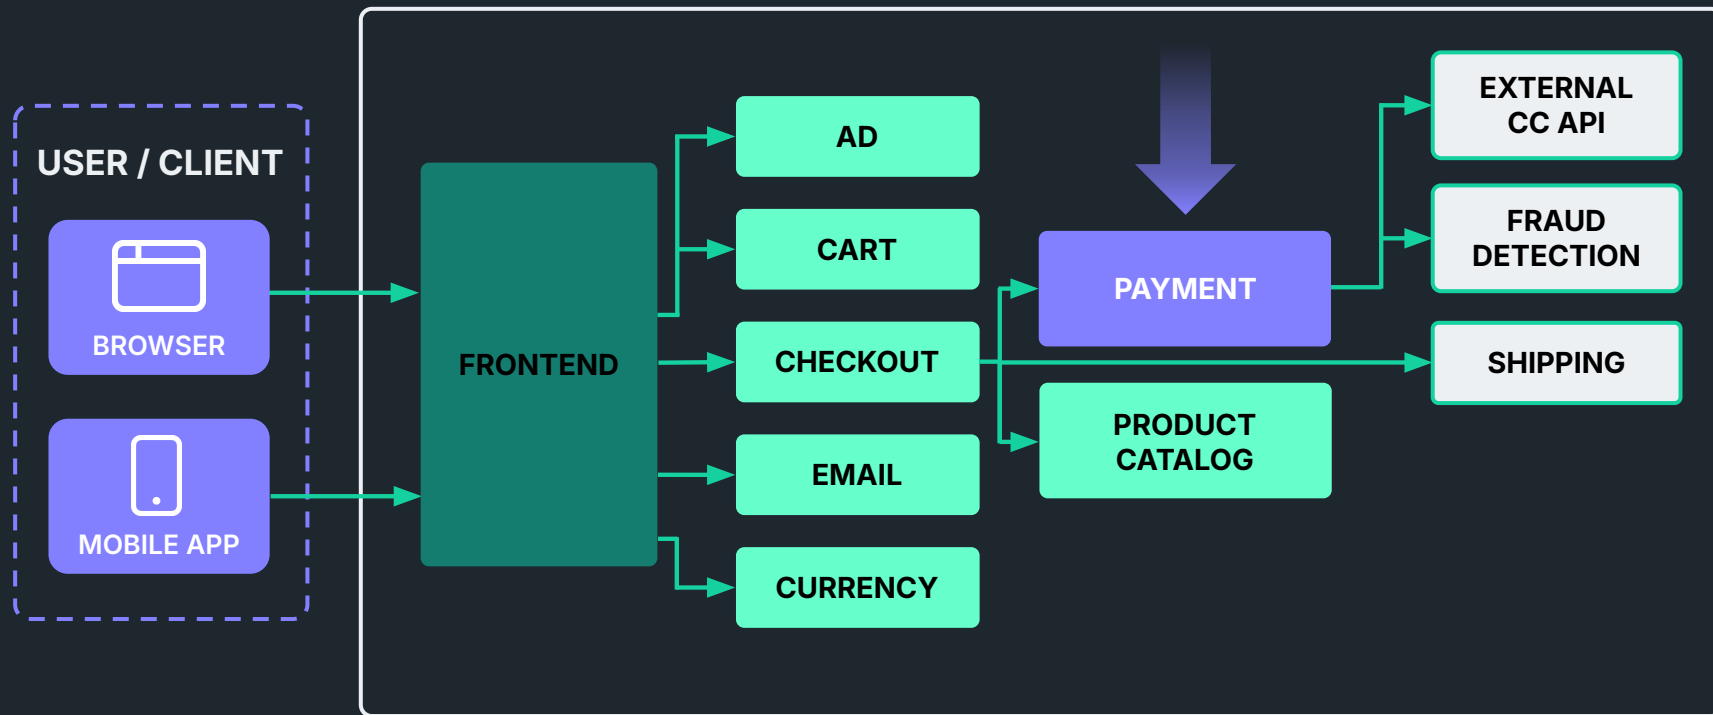 USER / CLIENT
BROWSER
MOBILE APP
FRONTEND
AD
CART
CHECKOUT
EMAIL
CURRENCY
PAYMENT
PRODUCT
CATALOG
EXTERNAL
CC API
FRAUD
DETECTION
SHIPPING